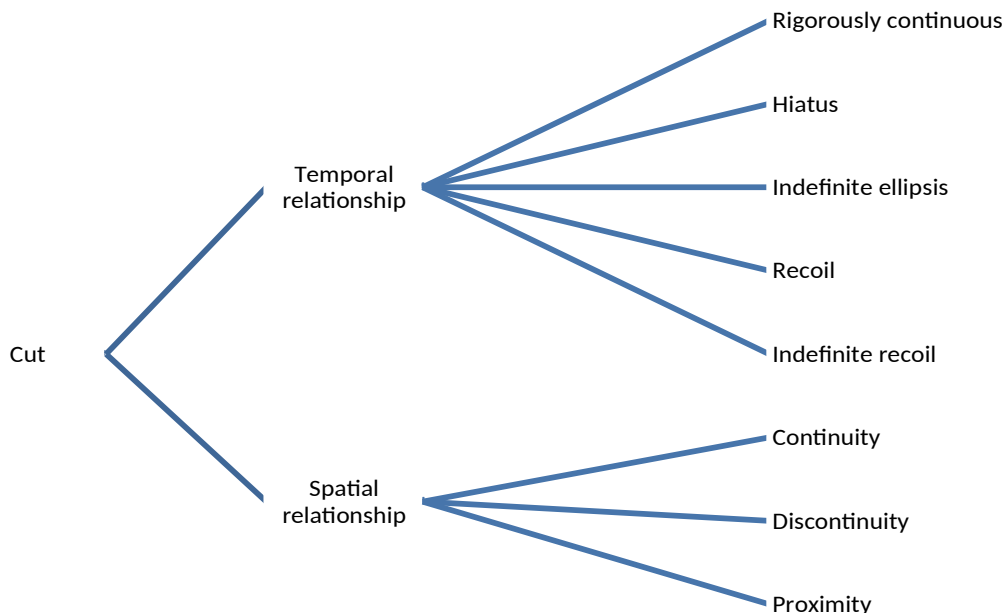 Rigorously continuous
Hiatus
Temporal
relationship
Indefinite ellipsis
Recoil
Cut
Indefinite recoil
Continuity
Spatial
relationship
Discontinuity
Proximity